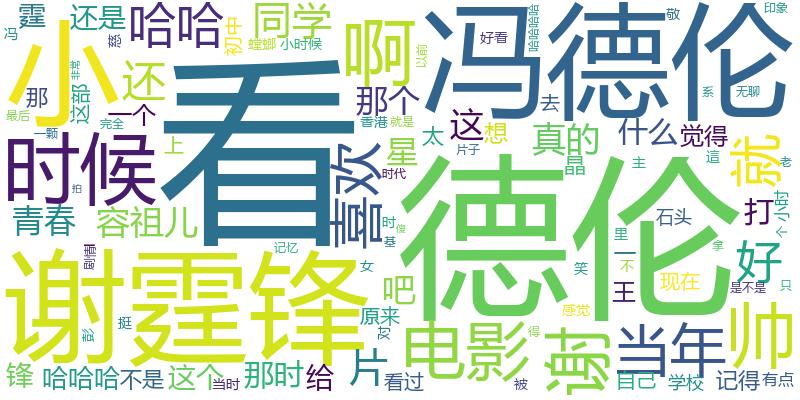 霆
还是
哈哈
初中
同学
啊
冯德伦
敬
印象
冯
慈
螳螂
小时候
以前
哈哈哈哈
好看
小
看
那
这部
非常
还
那个
去
系
无聊
最后
一颗
完全
一个
香港
就是
这
想
真的
什么
觉得
就
时候
上
拍
喜欢
星
时代
太
片子
晶
主
這
老
德伦
青春
容祖儿
时
基
傻
石头
打
个
小时
剧情
记忆
里
一
不
好
谢霆锋
女
吧
笑
王
现在
拿
是不是
只
彭
挺
原来
对
电影
得
谢
感觉
当年
帅
锋
哈哈哈
不是
这个
当时
那时
给
片
看过
被
自己
学校
记得
有点